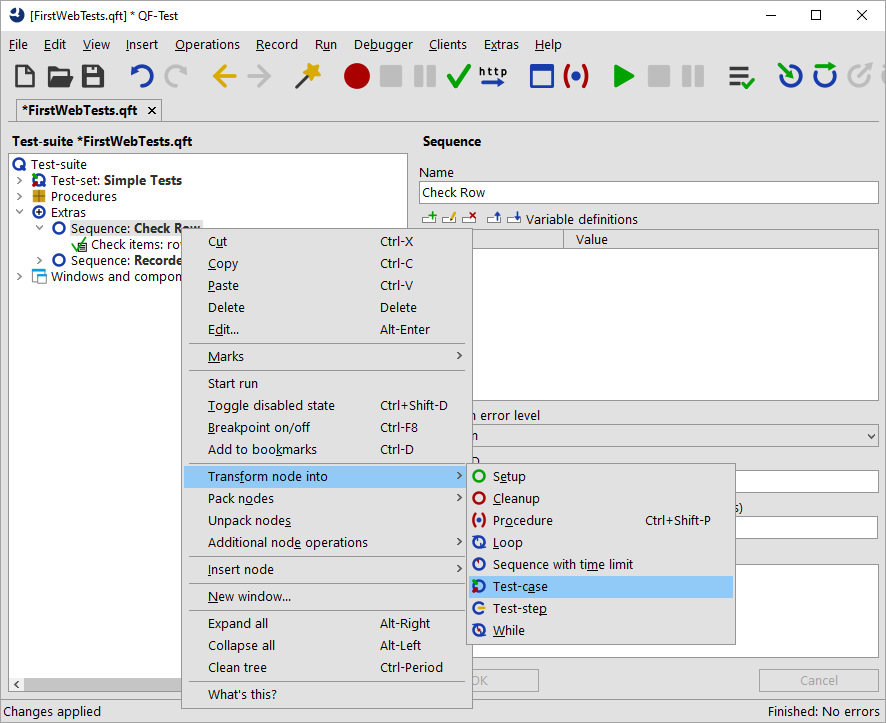 [FirstWebTests.qft] * QF-Test
File Edit View Insert Operations Record Run Debugger Clients Extras Help
http
*FirstWebTests.qft
Test-suite *FirstWebTests.qft
Test-suite
Test-set: Simple Tests
Procedures
Extras
Sequence: Check Row
Check items: ro
Sequence: Recorde
Windows and compon
Sequence
Name
Check Row
Variable definitions
Value
error level
Cut Ctrl-X
Copy Ctrl-C
Paste Ctrl-V
Delete Delete
Edit... Alt-Enter
Marks
Start run
Toggle disabled state Ctrl+Shift-D
Breakpoint on/off Ctrl-F8
Add to bookmarks Ctrl-D
Transform node into
Pack nodes
Unpack nodes
Additional node operations
Insert node
New window...
Expand all Alt-Right
Collapse all Alt-Left
Clean tree Ctrl-Period
What's this?
Setup
Cleanup
Procedure Ctrl+Shift-P
Loop
Sequence with time limit
Test-case
Test-step
While
s)
OK Cancel
Changes applied Finished: No errors